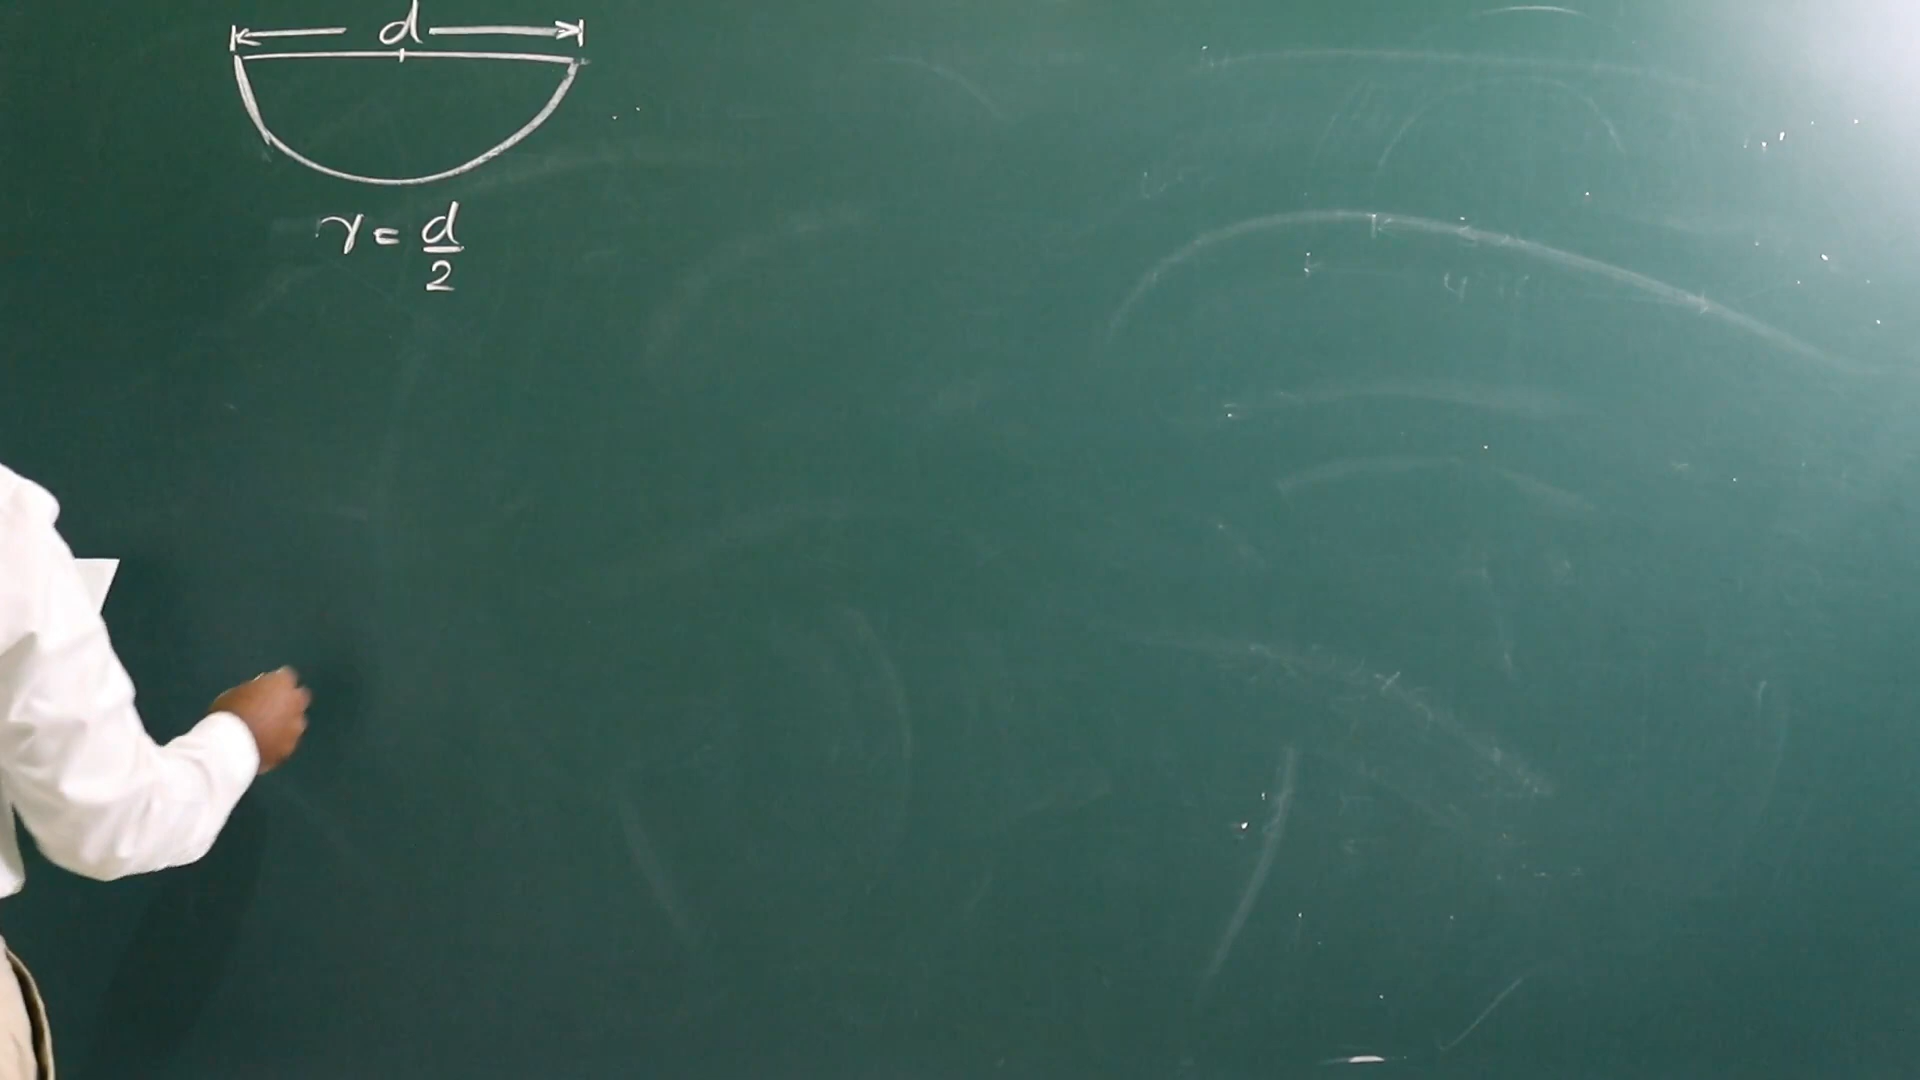 d
r = d/2